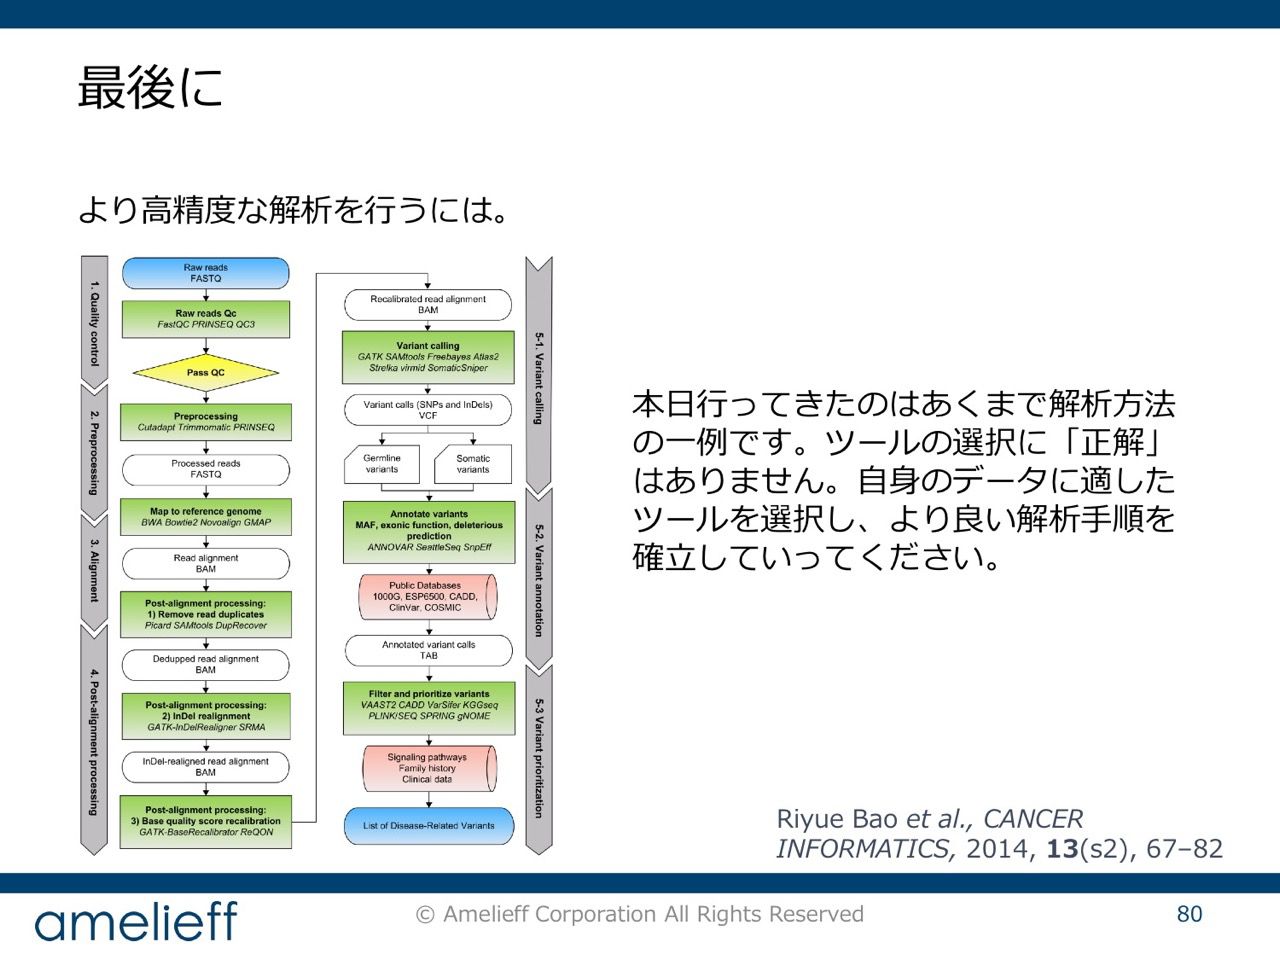 最後に
より高精度な解析を行うには。
1. Quality control
2. Preprocessing
3. Alignment
4. Post-alignment processing
Raw reads
FASTQ
Raw reads Qc
FastQC PRINSEQ QC3
Pass QC
Preprocessing
Cutadapt Trimmomatic PRINSEQ
Processed reads
FASTQ
Map to reference genome
BWA Bowtie2 Novoalign GMAP
Read alignment
BAM
Post-alignment processing:
1) Remove read duplicates
Picard SAMtools DupRecover
Dedupped read alignment
BAM
Post-alignment processing:
2) InDel realignment
GATK-InDelRealigner SRMA
InDel-realigned read alignment
BAM
Post-alignment processing:
3) Base quality score recalibration
GATK-BaseRecalibrator ReQON
Recalibrated read alignment
BAM
Variant calling
GATK SAMtools Freebayes Atlas2
Strelka virmid SomaticSniper
Variant calls (SNPs and InDels)
VCF
Germline
variants
Somatic
variants
Annotate variants
MAF, exonic function, deleterious
prediction
ANNOVAR SeattleSeq SnpEff
Public Databases
1000G, ESP6500, CADD,
ClinVar, COSMIC
Annotated variant calls
TAB
Filter and prioritize variants
VAAST2 CADD VarSifer KGGseq
PLINK/SEQ SPRING gNOME
Signaling pathways
Family history
Clinical data
List of Disease-Related Variants
5-1. Variant calling
5-2. Variant annotation
5-3 Variant prioritization
本日行ってきたのはあくまで解析方法
の一例です。ツールの選択に「正解」
はありません。自身のデータに適した
ツールを選択し、より良い解析手順を
確立していってください。
Riyue Bao et al., CANCER
INFORMATICS, 2014, 13(s2), 67–82
amelieff
© Amelieff Corporation All Rights Reserved
80